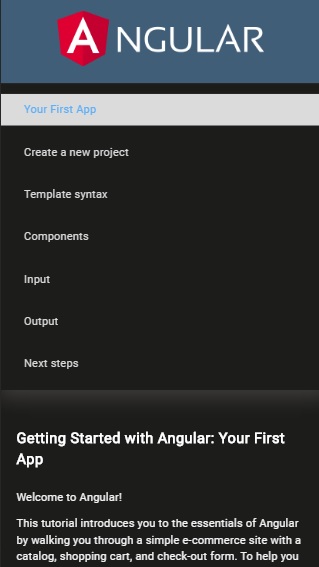 ANGULAR
Your First App
Create a new project
Template syntax
Components
Input
Output
Next steps
Getting Started with Angular: Your First
App
Welcome to Angular!
This tutorial introduces you to the essentials of Angular
by walking you through a simple e-commerce site with a
catalog, shopping cart, and check-out form. To help you